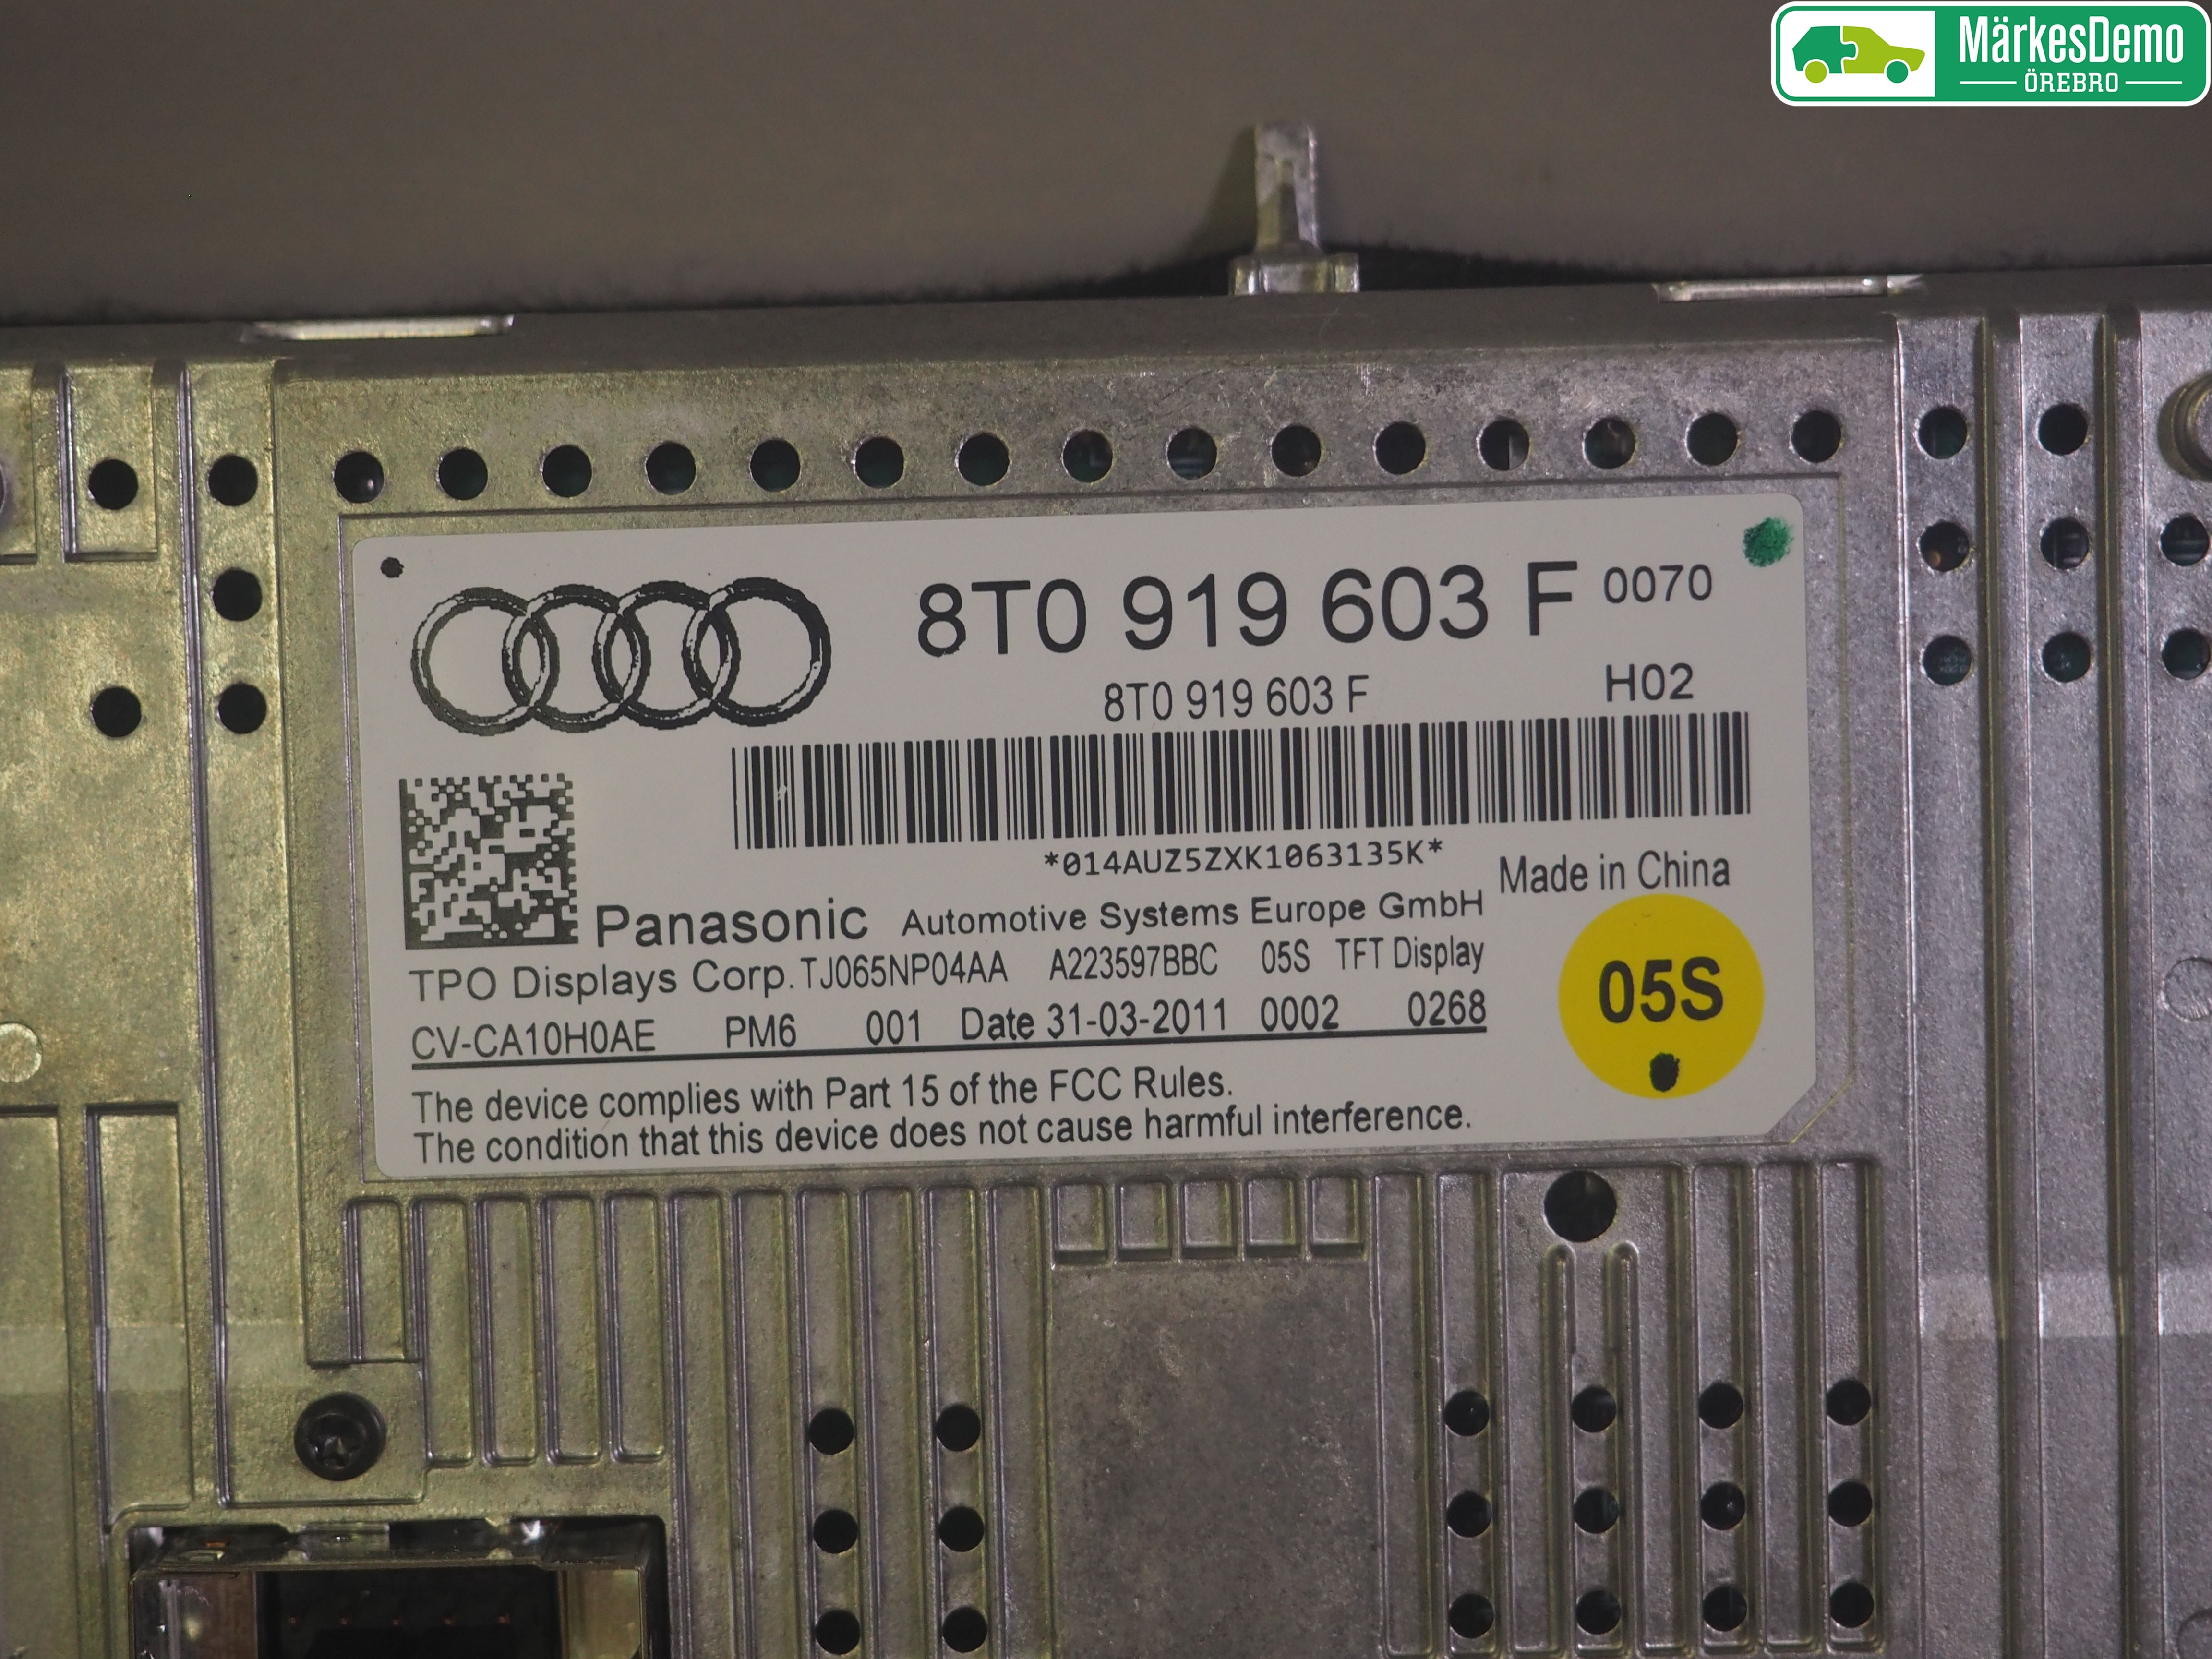 MärkesDemo
ÖREBRO
8T0 919 603 F 0070
8T0 919 603 F H02
*014AUZ5ZXK1063135K*
Made in China
Panasonic Automotive Systems Europe GmbH
TPO Displays Corp. TJ065NP04AA A223597BBC 05S TFT Display
05S
CV-CA10H0AE PM6 001 Date 31-03-2011 0002 0268
The device complies with Part 15 of the FCC Rules.
The condition that this device does not cause harmful interference.